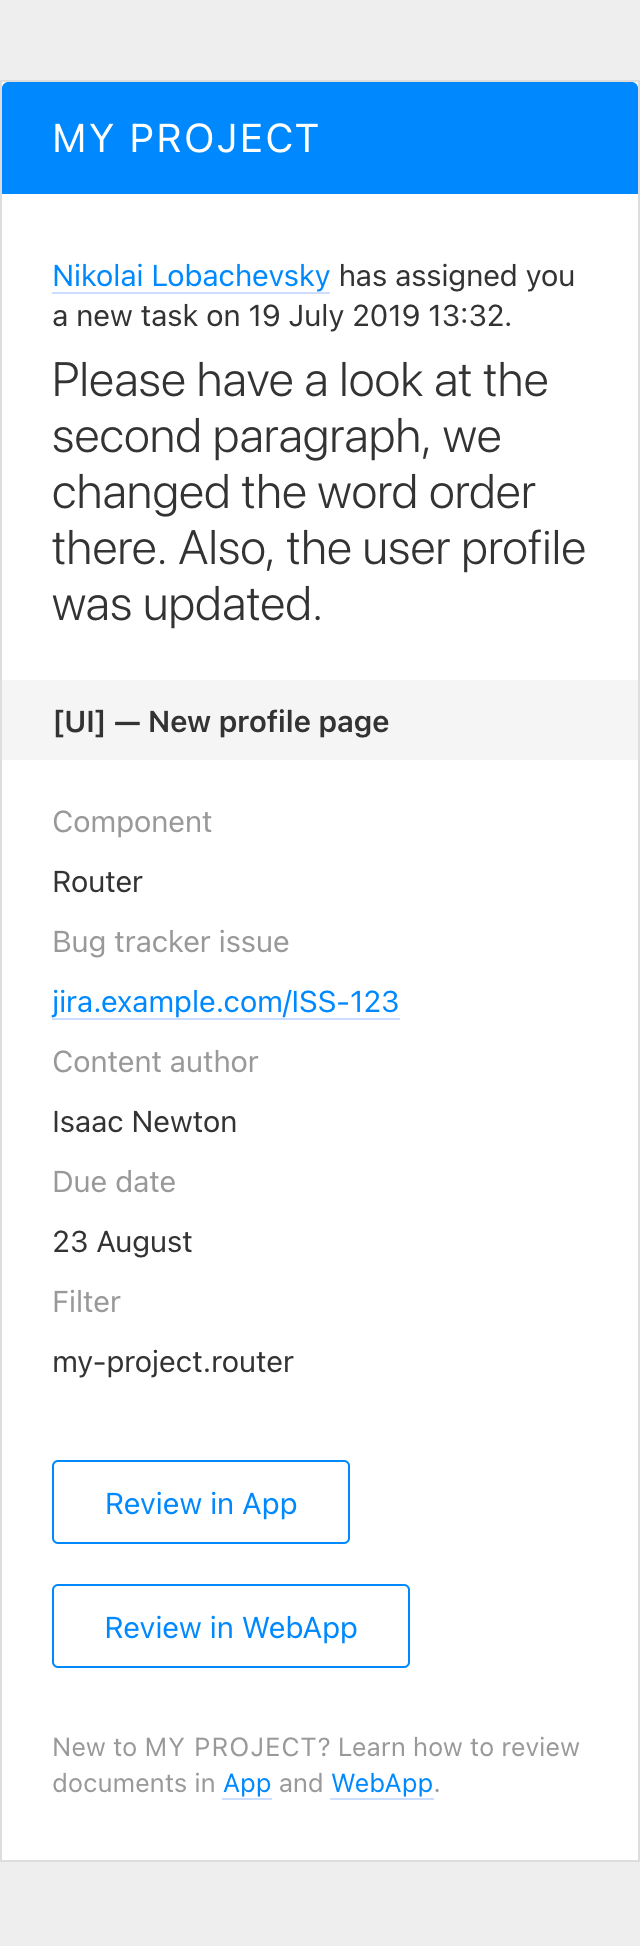 MY PROJECT
Nikolai Lobachevsky has assigned you
a new task on 19 July 2019 13:32.
Please have a look at the
second paragraph, we
changed the word order
there. Also, the user profile
was updated.
[UI] — New profile page
Component
Router
Bug tracker issue
jira.example.com/ISS-123
Content author
Isaac Newton
Due date
23 August
Filter
my-project.router
Review in App
Review in WebApp
New to MY PROJECT? Learn how to review
documents in App and WebApp.